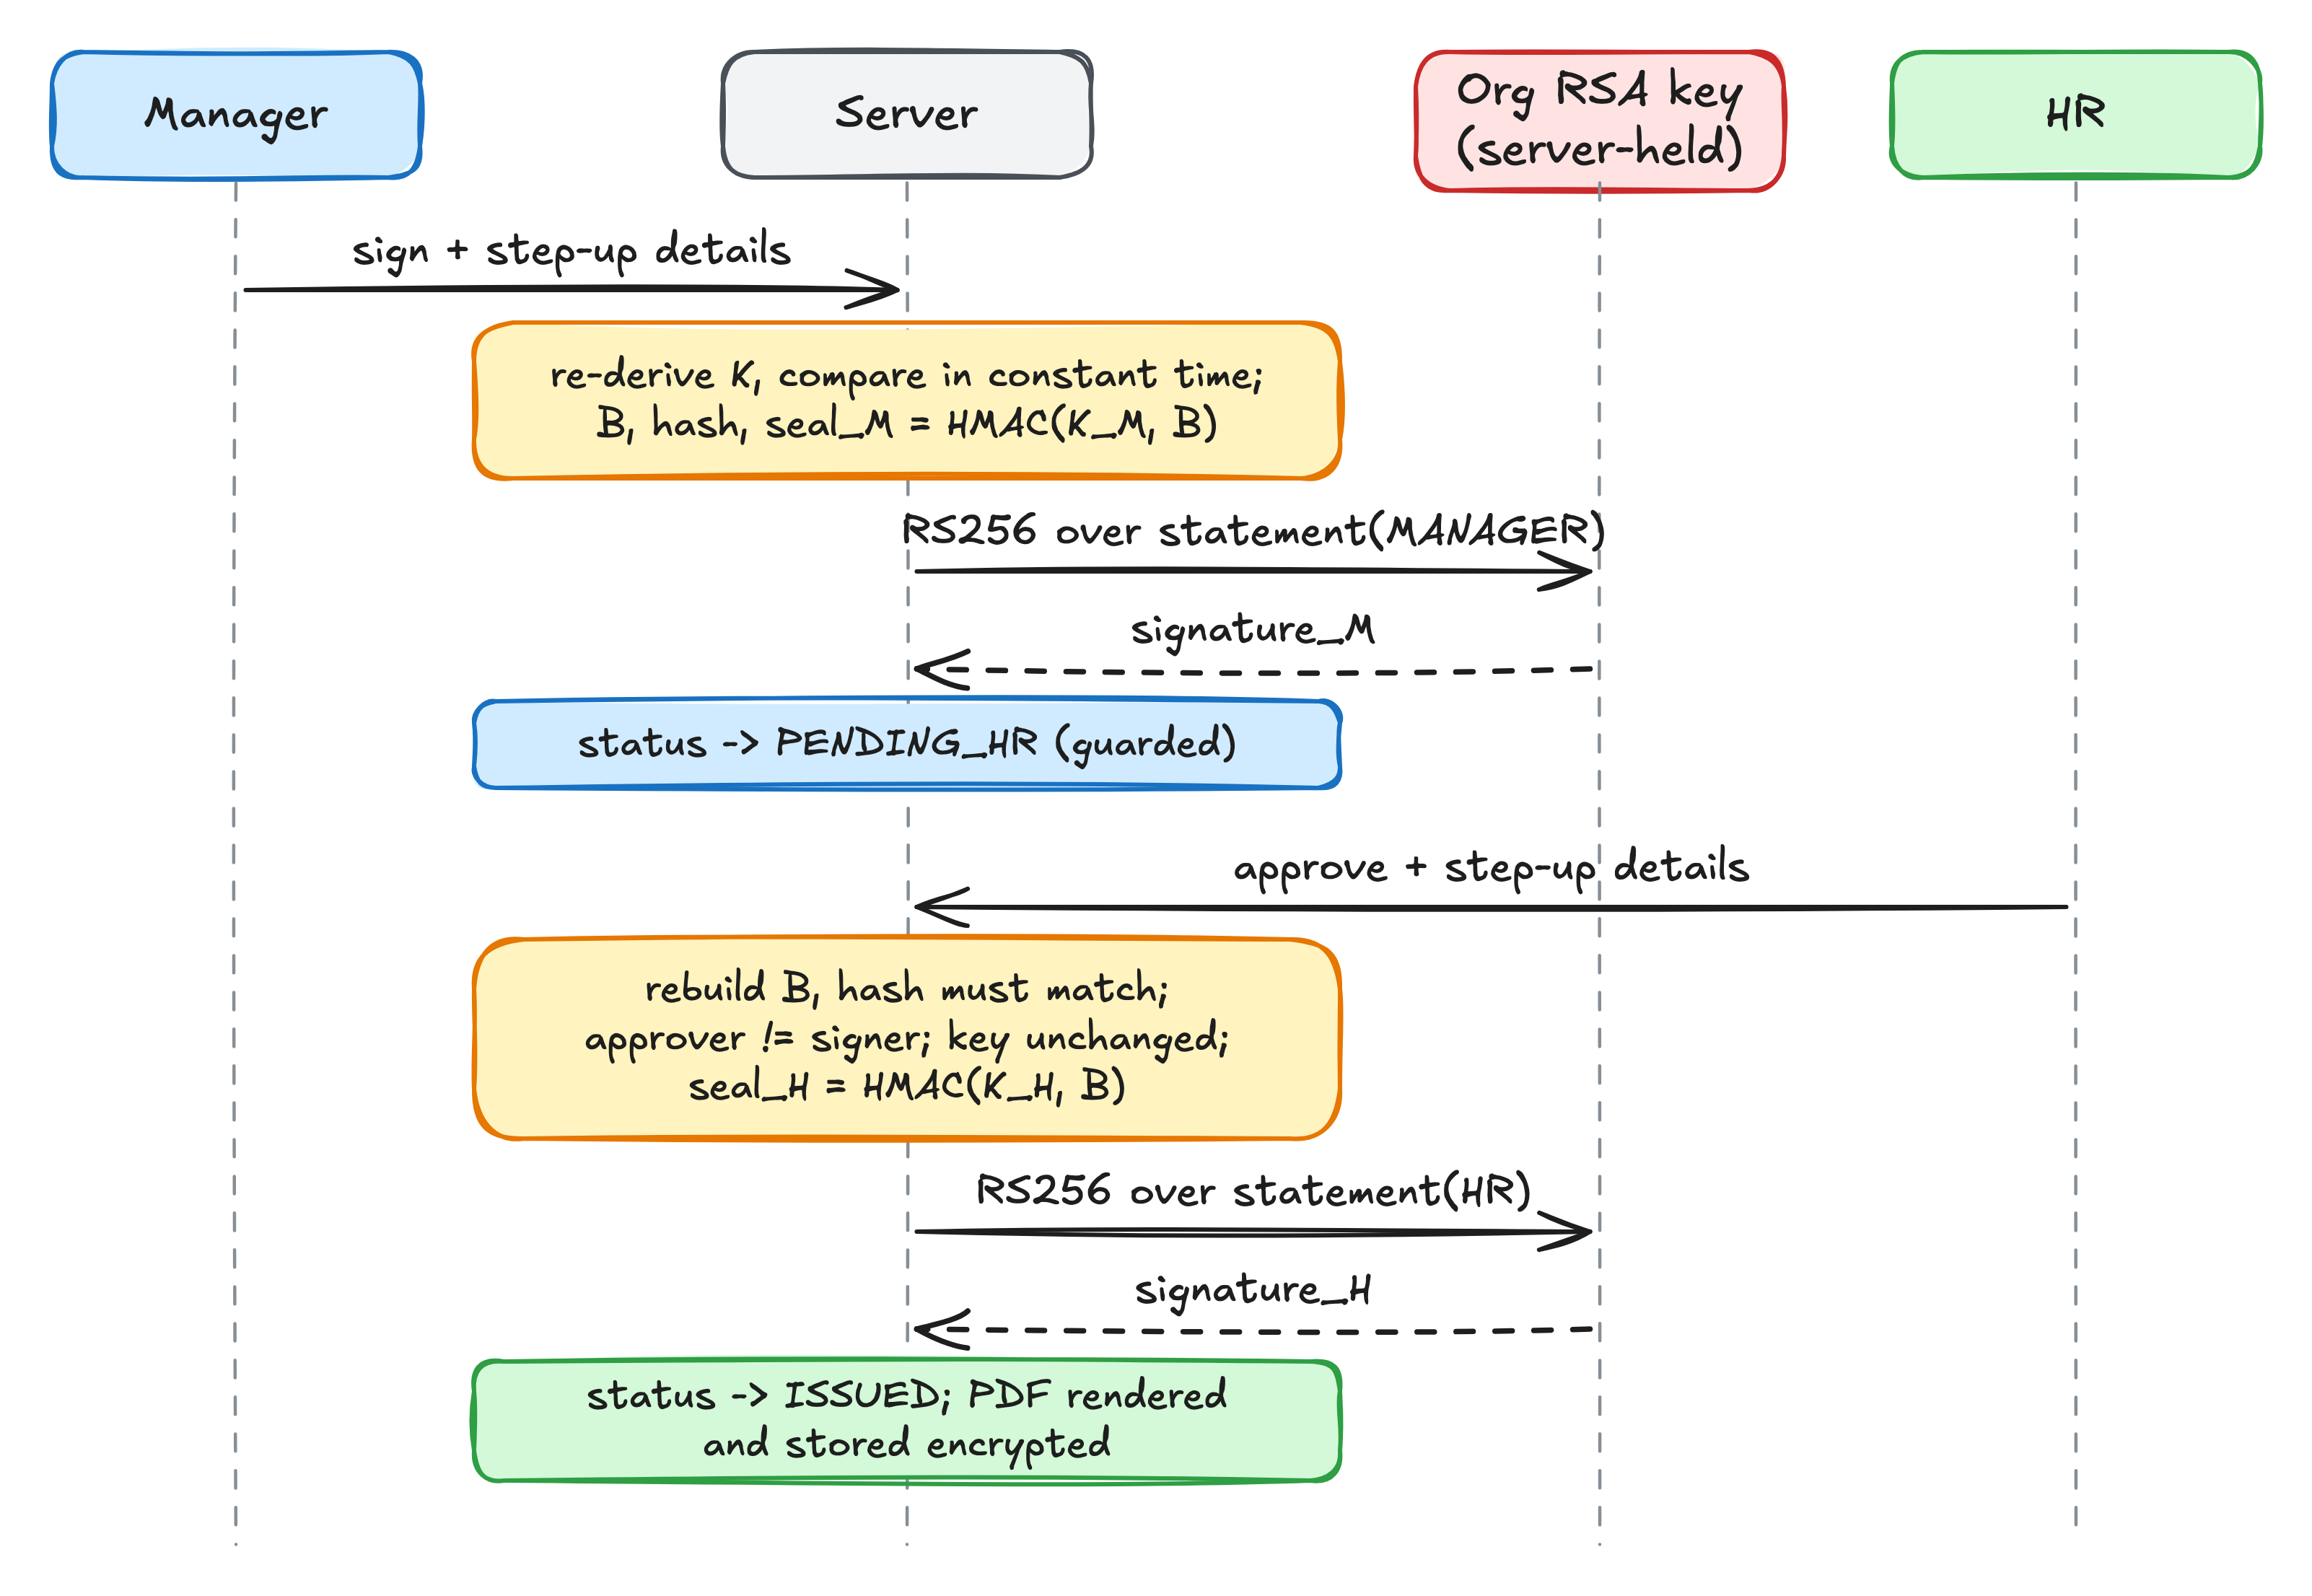 Manager
Server
Org RSA key
(server-held)
HR
sign + step-up details
re-derive K, compare in constant time;
B, hash, seal_M = HMAC(K_M, B)
RS256 over statement(MANAGER)
signature_M
status -> PENDING_HR (guarded)
approve + step-up details
rebuild B, hash must match;
approver != signer; key unchanged;
seal_H = HMAC(K_H, B)
RS256 over statement(HR)
signature_H
status -> ISSUED; PDF rendered
and stored encrypted